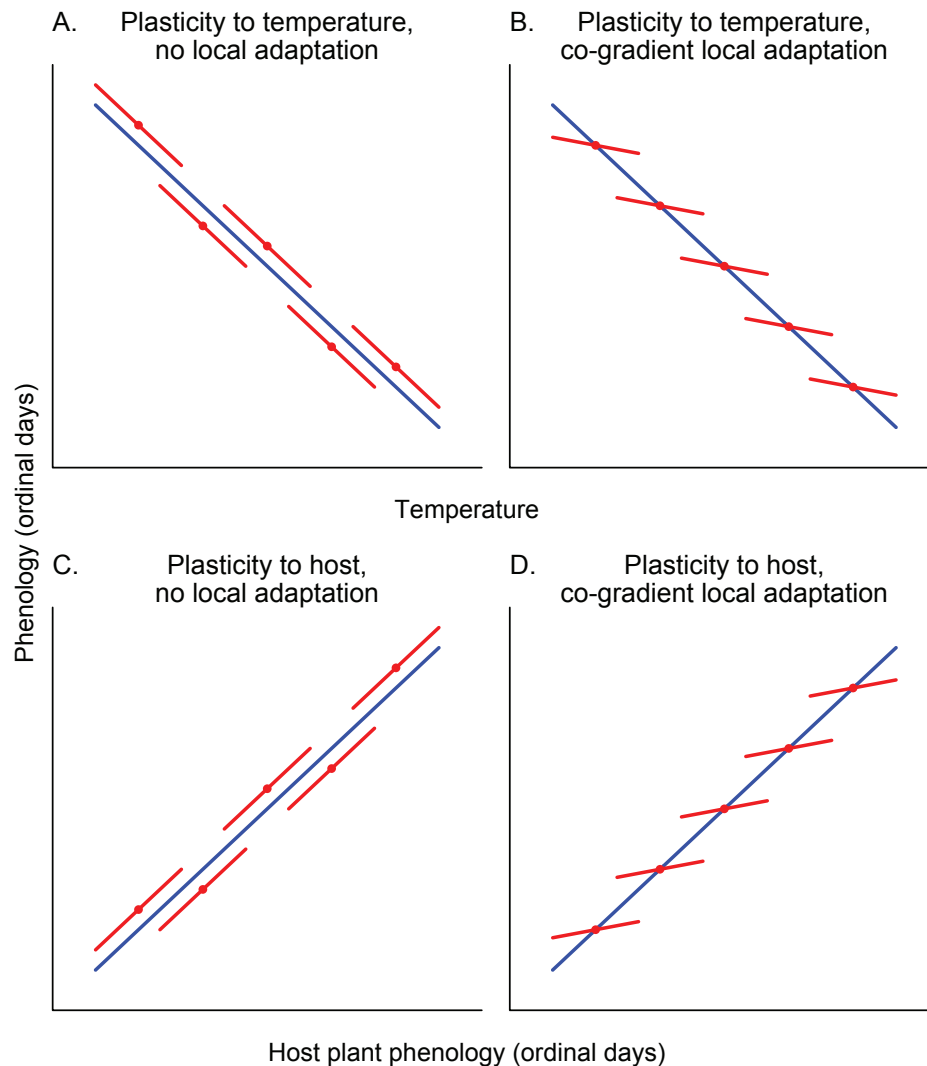 A. Plasticity to temperature,
no local adaptation
B. Plasticity to temperature,
co-gradient local adaptation
Phenology (ordinal days)
Temperature
C. Plasticity to host,
no local adaptation
D. Plasticity to host,
co-gradient local adaptation
Host plant phenology (ordinal days)